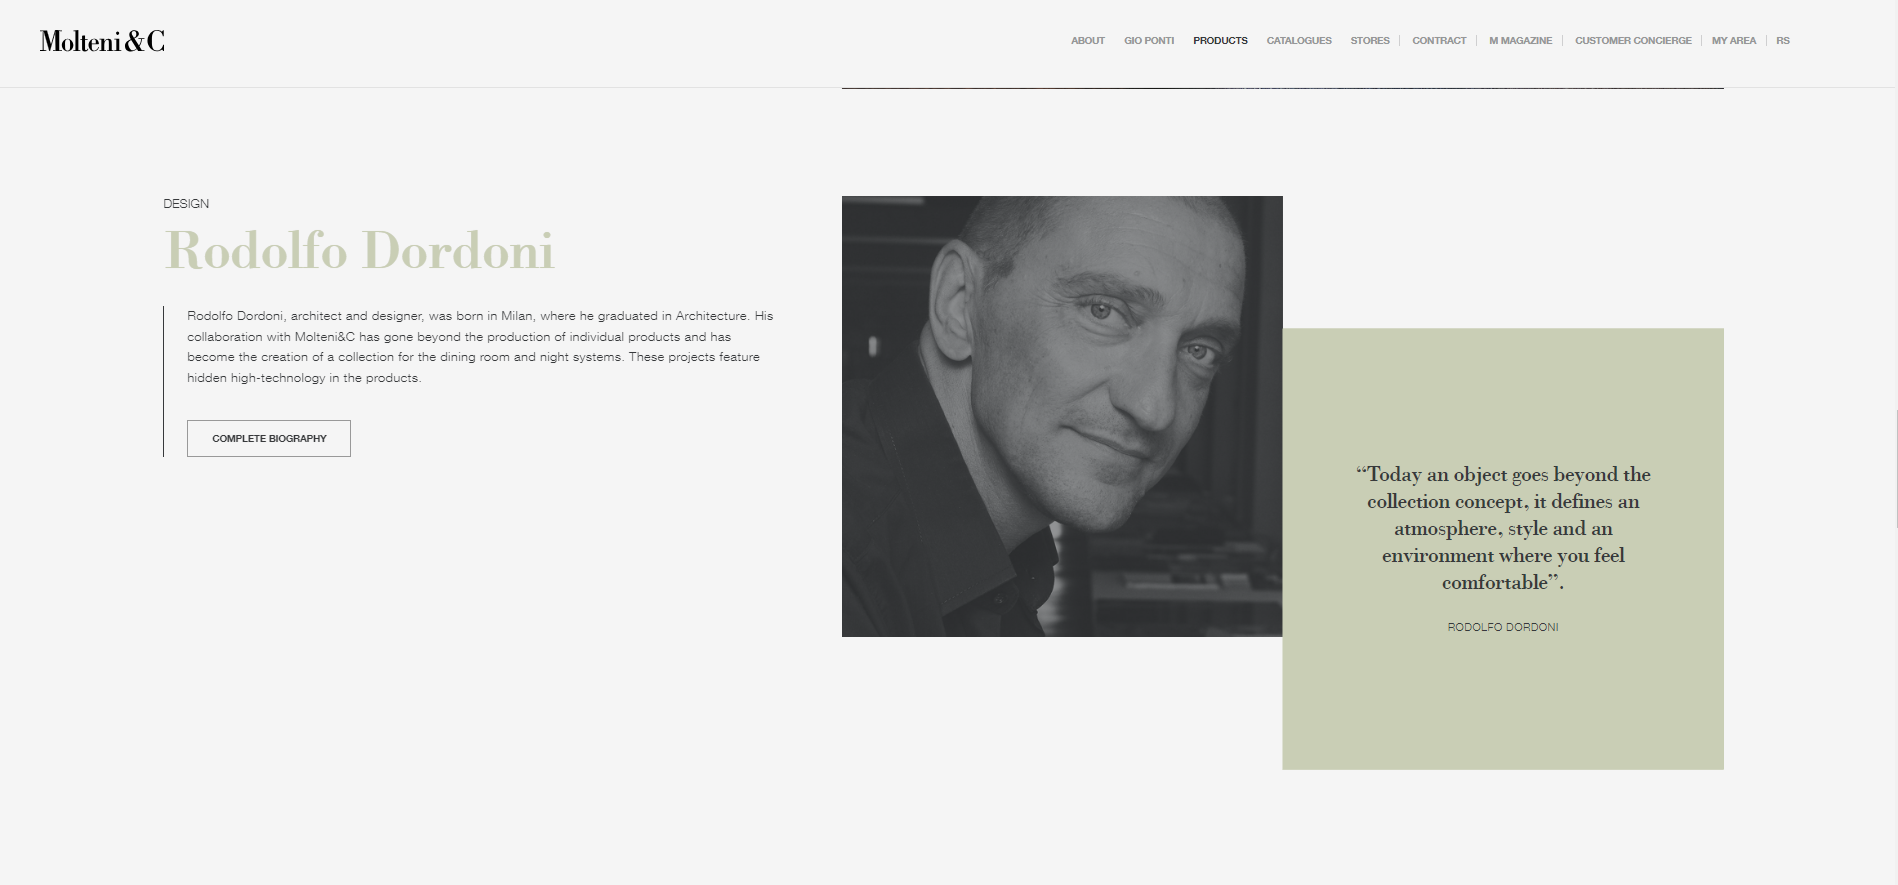 Molteni&C
ABOUT GIO PONTI PRODUCTS CATALOGUES STORES CONTRACT M MAGAZINE CUSTOMER CONCIERGE MY AREA RS
DESIGN
Rodolfo Dordoni
Rodolfo Dordoni, architect and designer, was born in Milan, where he graduated in Architecture. His
collaboration with Molteni&C has gone beyond the production of individual products and has
become the creation of a collection for the dining room and night systems. These projects feature
hidden high-technology in the products.
COMPLETE BIOGRAPHY
“Today an object goes beyond the
collection concept, it defines an
atmosphere, style and an
environment where you feel
comfortable”.
RODOLFO DORDONI